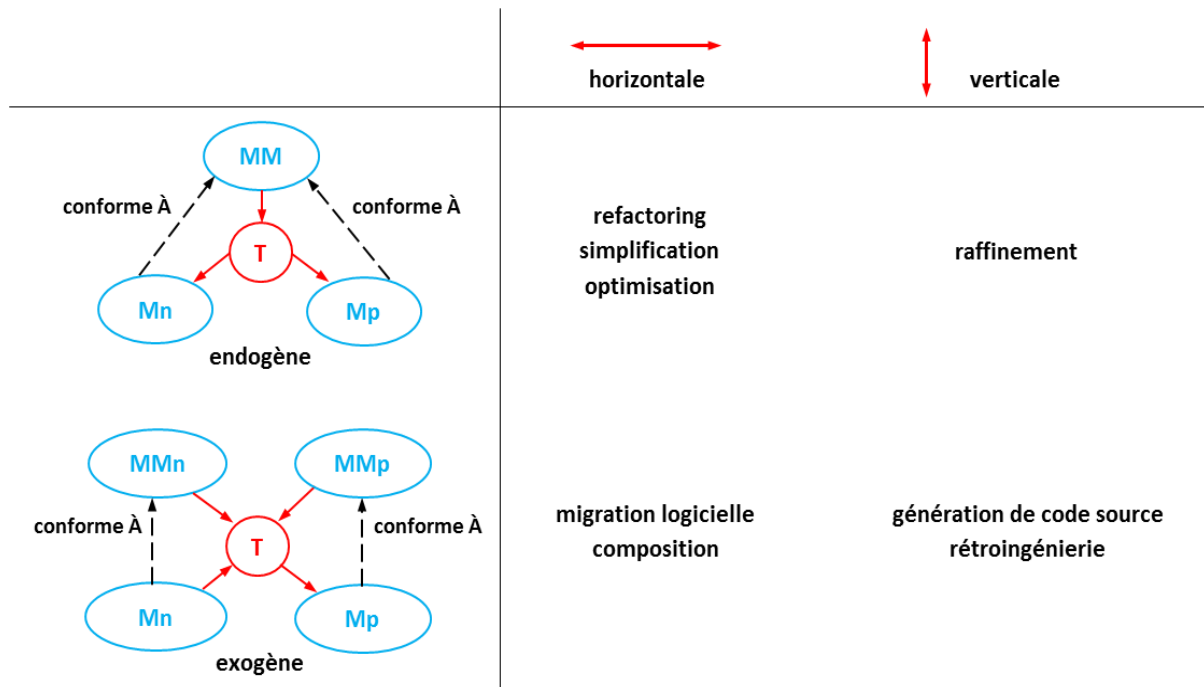 horizontale
verticale
MM
conforme À
conforme À
T
Mn
Mp
endogène
refactoring
simplification
optimisation
raffinement
MMn
MMp
conforme À
conforme À
T
Mn
Mp
exogène
migration logicielle
composition
génération de code source
rétroingénierie